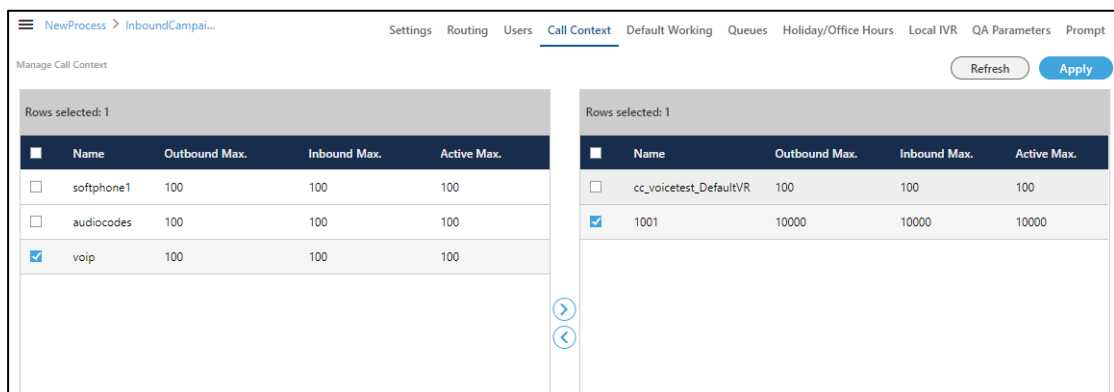 NewProcess > InboundCampai...
Settings Routing Users Call Context Default Working Queues Holiday/Office Hours Local IVR QA Parameters Prompt
Manage Call Context
Refresh Apply
Rows selected: 1
Name Outbound Max. Inbound Max. Active Max.
softphone1 100 100 100
audiocodes 100 100 100
voip 100 100 100
Rows selected: 1
Name Outbound Max. Inbound Max. Active Max.
cc_voicetest_DefaultVR 100 100 100
1001 10000 10000 10000